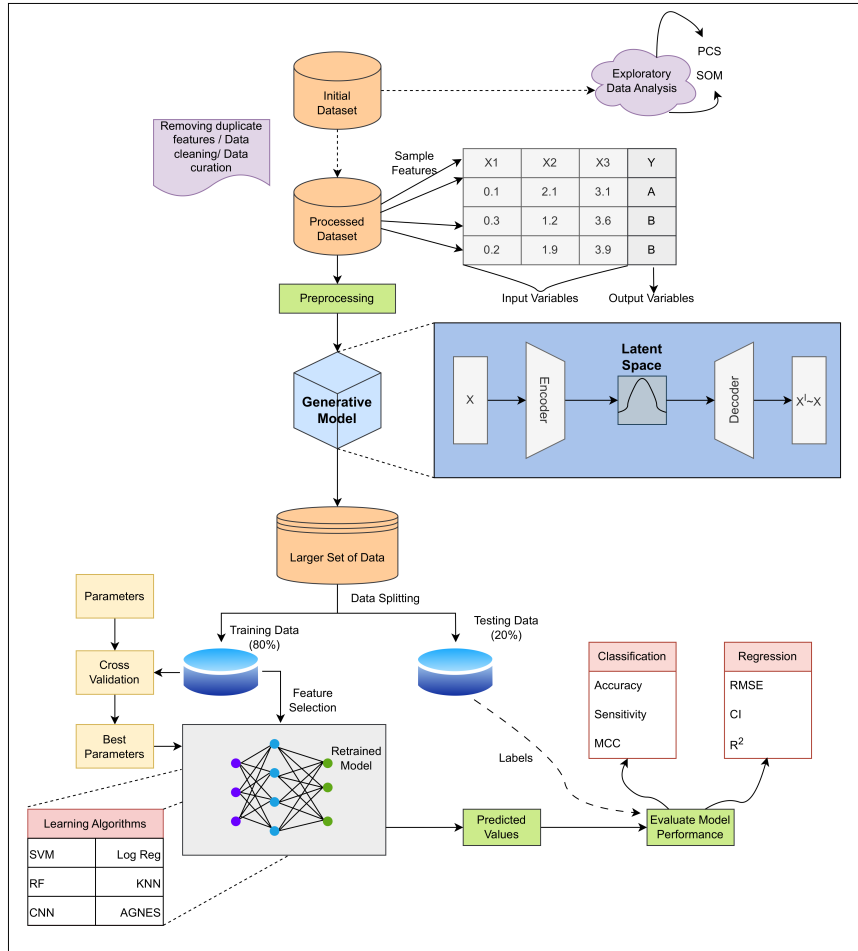 PCS
SOM
Exploratory
Data Analysis
Initial
Dataset
Removing duplicate
features / Data
cleaning/ Data
curation
Sample
Features
Processed
Dataset
X1 X2 X3 Y
0.1 2.1 3.1 A
0.3 1.2 3.6 B
0.2 1.9 3.9 B
Input Variables
Output Variables
Preprocessing
Generative
Model
X
Encoder
Latent
Space
Decoder
X^I~X
Larger Set of Data
Data Splitting
Parameters
Training Data
(80%)
Testing Data
(20%)
Cross
Validation
Feature
Selection
Best
Parameters
Retrained
Model
Classification
Accuracy
Sensitivity
MCC
Regression
RMSE
CI
R²
Labels
Learning Algorithms
SVM Log Reg
RF KNN
CNN AGNES
Predicted
Values
Evaluate Model
Performance